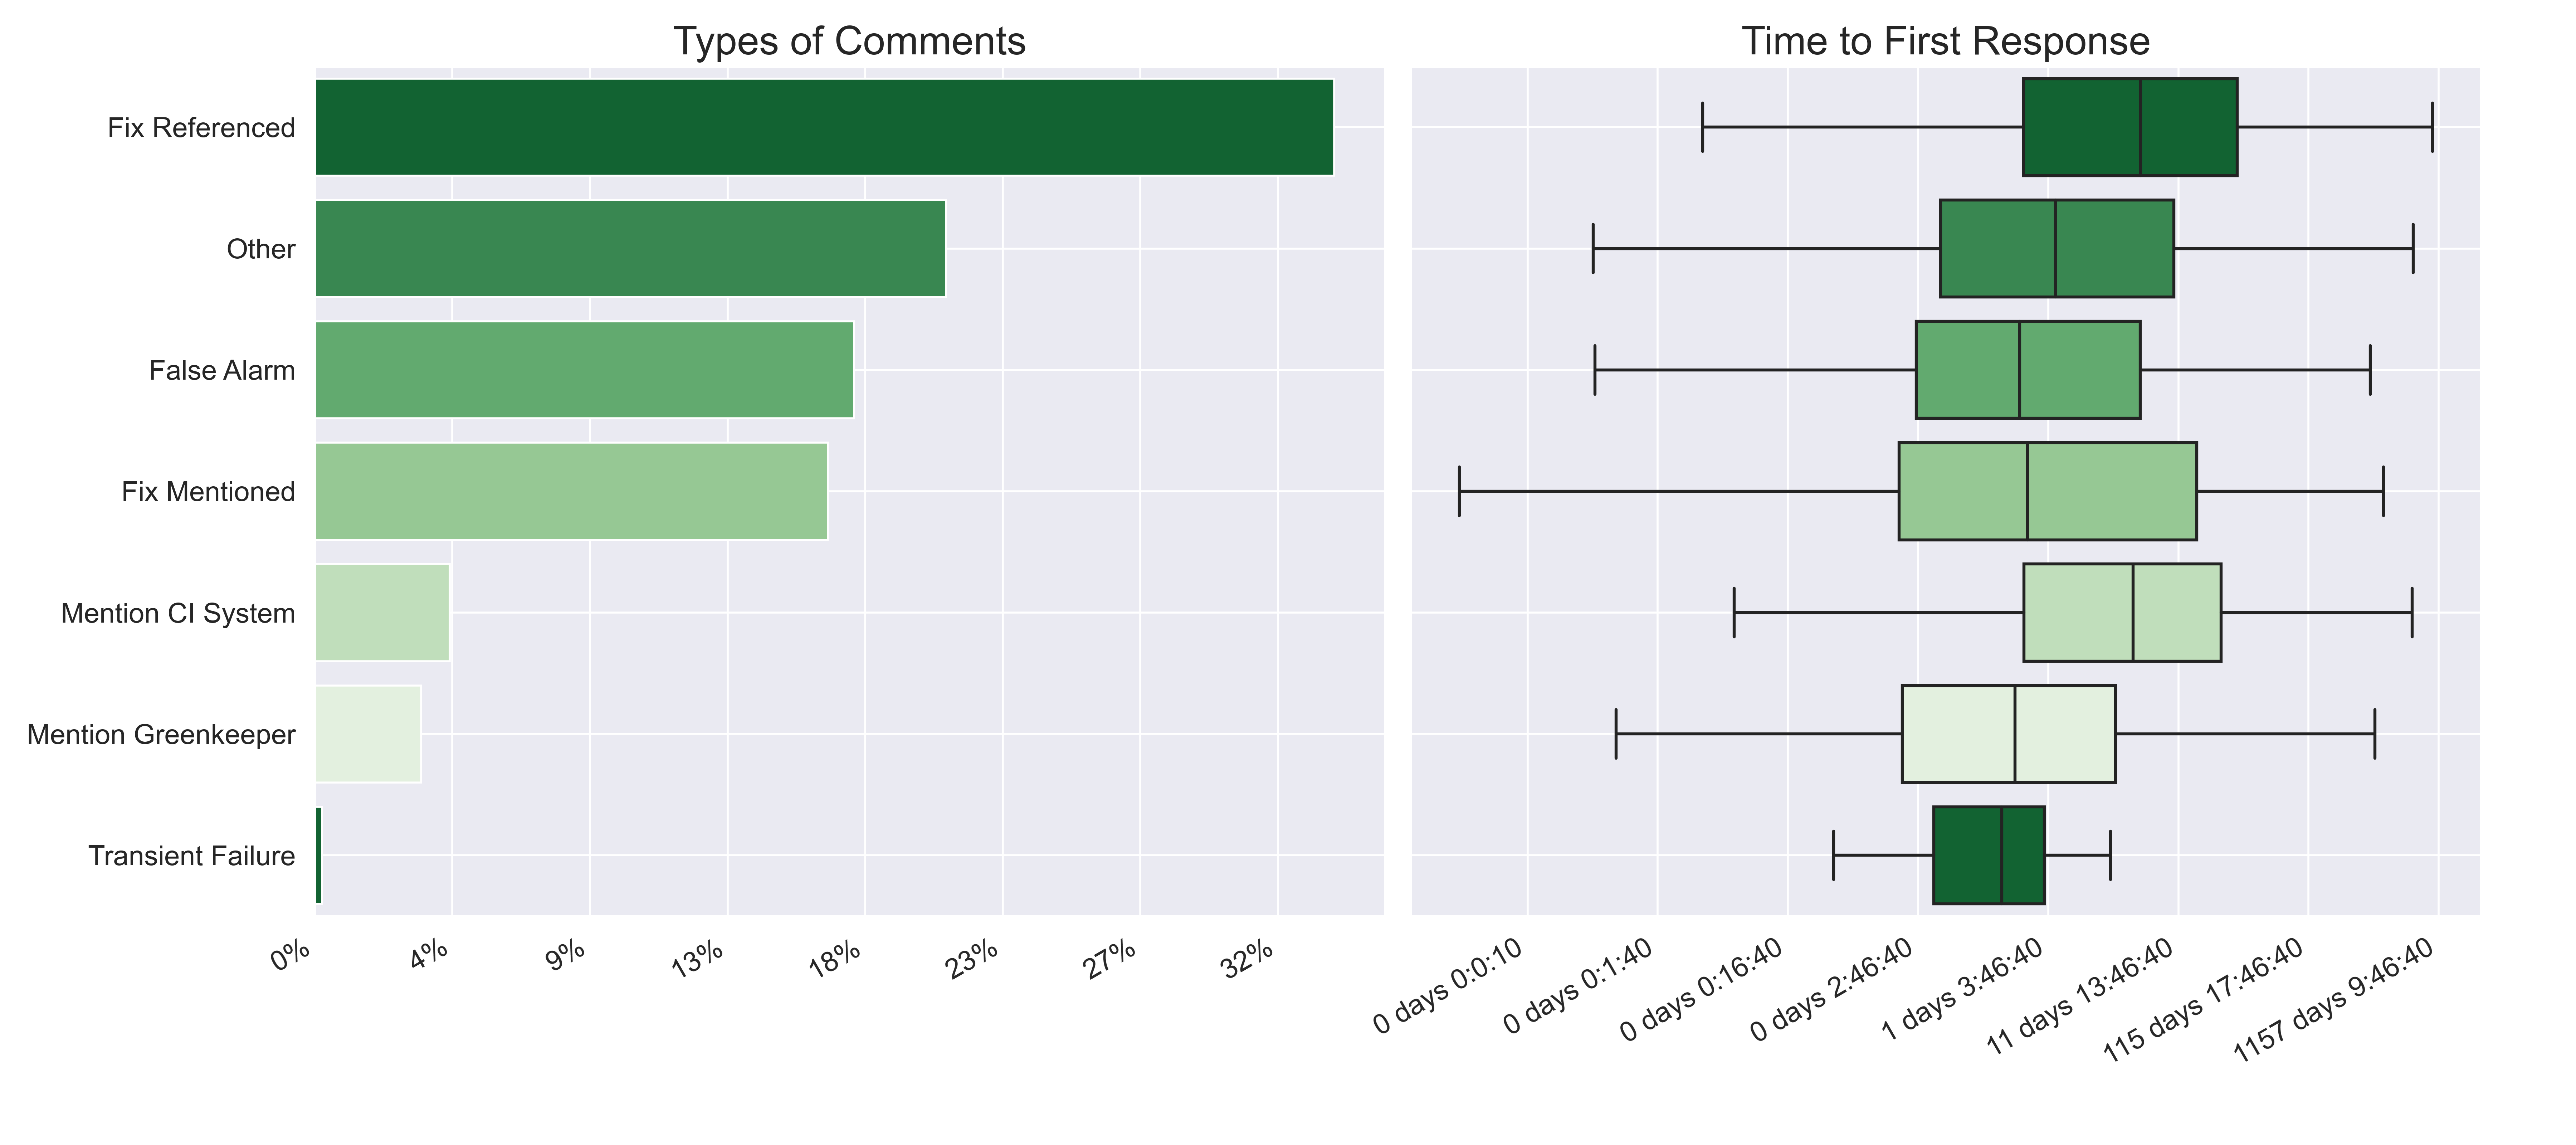 Types of Comments
Time to First Response
Fix Referenced
Other
False Alarm
Fix Mentioned
Mention CI System
Mention Greenkeeper
Transient Failure
0%
4%
9%
13%
18%
23%
27%
32%
0 days 0:0:10
0 days 0:1:40
0 days 0:16:40
0 days 2:46:40
1 days 3:46:40
11 days 13:46:40
115 days 17:46:40
1157 days 9:46:40